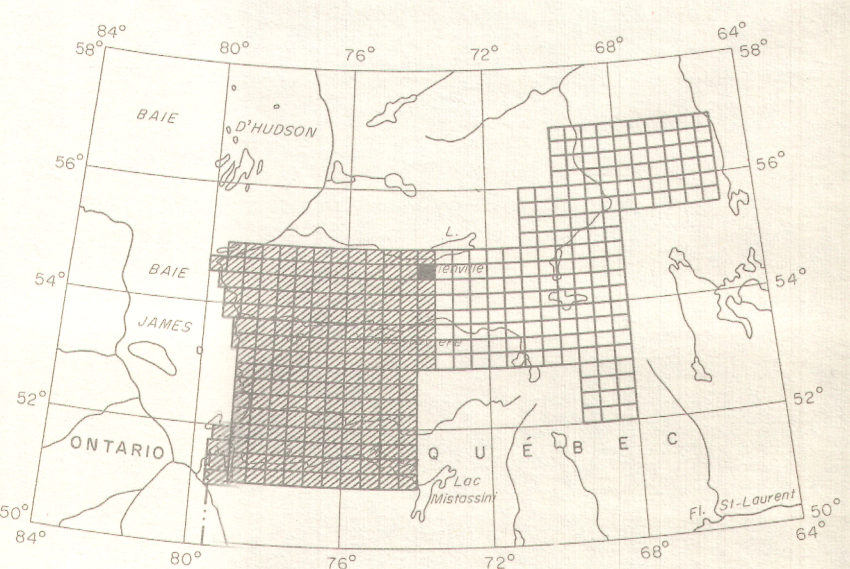 84° 80° 76° 72° 68° 64°
58° 58°
BAIE
D'HUDSON
56° 56°
L.
BAIE
54° 54°
JAMES
52° 52°
ONTARIO
QUÉBEC
Lac
Mistassini
Fl. St-Laurent
50° 50°
84° 80° 76° 72° 68° 64°